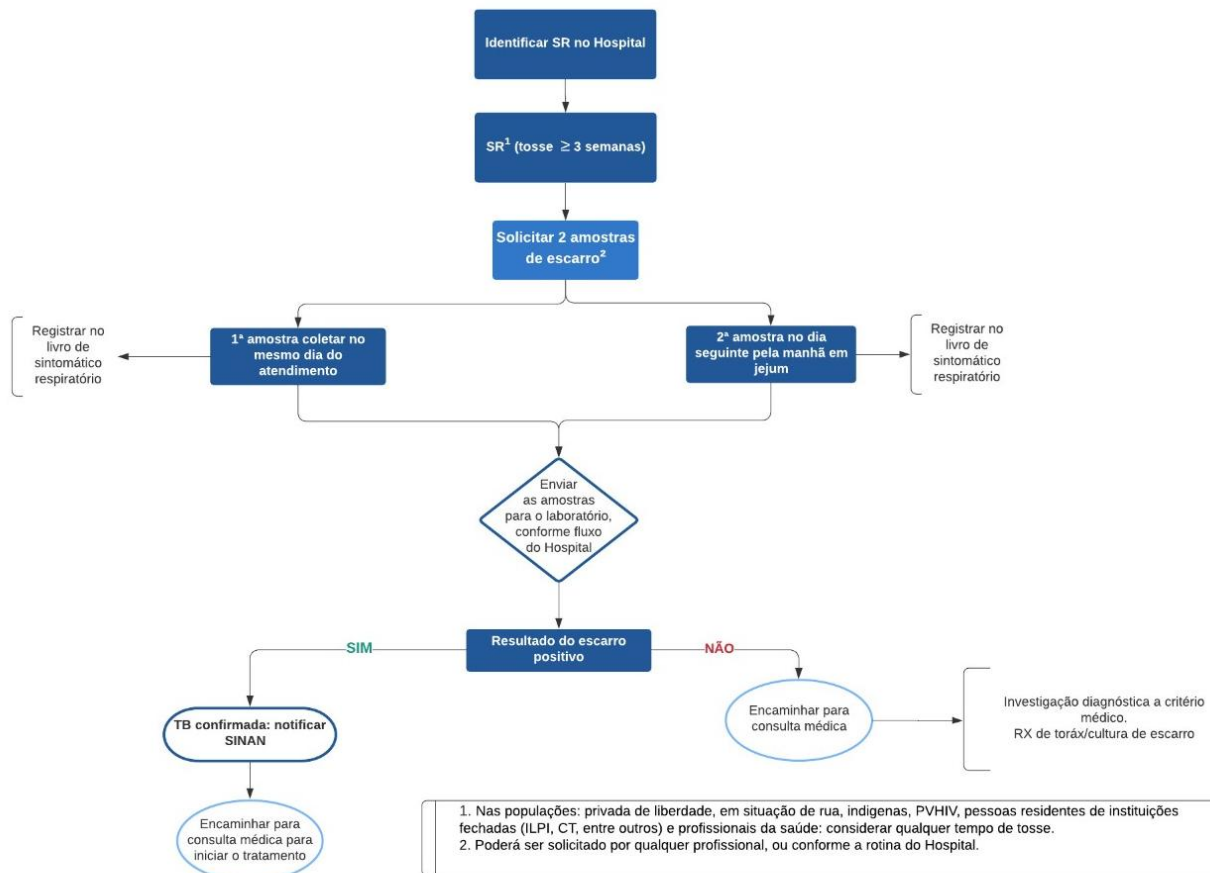 Identificar SR no Hospital
SR¹ (tosse ≥ 3 semanas)
Solicitar 2 amostras
de escarro²
Registrar no
livro de
sintomático
respiratório
1ª amostra coletar no
mesmo dia do
atendimento
2ª amostra no dia
seguinte pela manhã em
jejum
Registrar no
livro de
sintomático
respiratório
Enviar
as amostras
para o laboratório,
conforme fluxo
do Hospital
Resultado do escarro
positivo
SIM
NÃO
TB confirmada: notificar
SINAN
Encaminhar para
consulta médica
Investigação diagnóstica a critério
médico.
RX de toráx/cultura de escarro
Encaminhar para
consulta médica para
iniciar o tratamento
1. Nas populações: privada de liberdade, em situação de rua, indigenas, PVHIV, pessoas residentes de instituições
fechadas (ILPI, CT, entre outros) e profissionais da saúde: considerar qualquer tempo de tosse.
2. Poderá ser solicitado por qualquer profissional, ou conforme a rotina do Hospital.